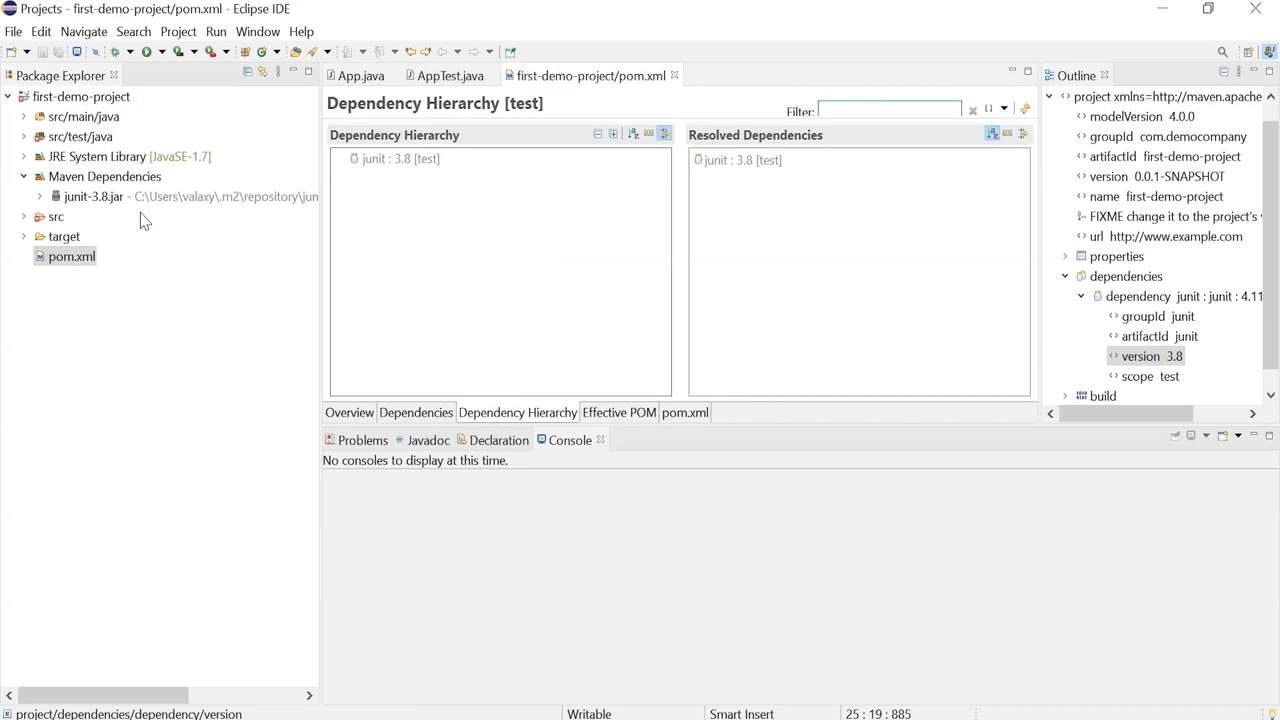 Projects - first-demo-project/pom.xml - Eclipse IDE
File Edit Navigate Search Project Run Window Help
Package Explorer
first-demo-project
src/main/java
src/test/java
JRE System Library [JavaSE-1.7]
Maven Dependencies
junit-3.8.jar - C:\Users\valaxy\.m2\repository\jun
src
target
pom.xml
App.java AppTest.java first-demo-project/pom.xml
Dependency Hierarchy [test]
Filter:
Dependency Hierarchy
junit : 3.8 [test]
Resolved Dependencies
junit : 3.8 [test]
Overview Dependencies Dependency Hierarchy Effective POM pom.xml
Problems Javadoc Declaration Console
No consoles to display at this time.
Outline
project xmlns=http://maven.apache
modelVersion 4.0.0
groupId com.democompany
artifactId first-demo-project
version 0.0.1-SNAPSHOT
name first-demo-project
FIXME change it to the project's
url http://www.example.com
properties
dependencies
dependency junit : junit : 4.11
groupId junit
artifactId junit
version 3.8
scope test
build
project/dependencies/dependency/version Writable Smart Insert 25 : 19 : 885